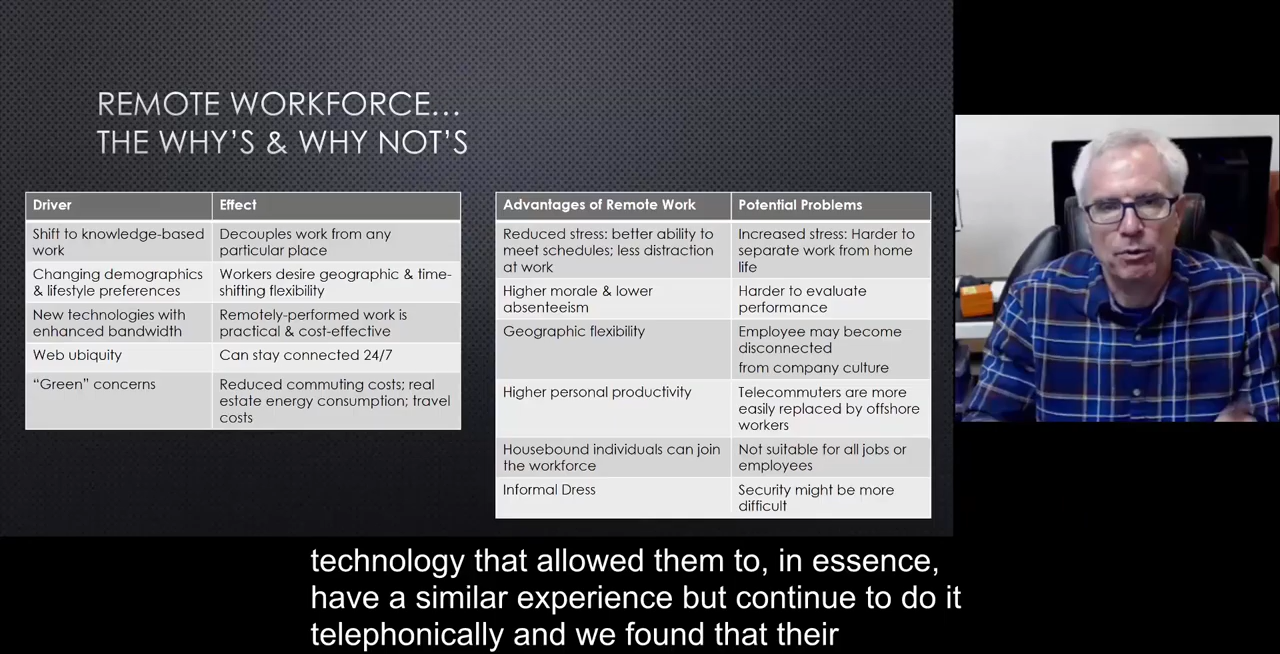 REMOTE WORKFORCE...
THE WHY'S & WHY NOT'S
Driver
Effect
Shift to knowledge-based
work
Decouples work from any
particular place
Changing demographics
& lifestyle preferences
Workers desire geographic & time-
shifting flexibility
New technologies with
enhanced bandwidth
Remotely-performed work is
practical & cost-effective
Web ubiquity
Can stay connected 24/7
“Green” concerns
Reduced commuting costs; real
estate energy consumption; travel
costs
Advantages of Remote Work
Potential Problems
Reduced stress: better ability to
meet schedules; less distraction
at work
Increased stress: Harder to
separate work from home
life
Higher morale & lower
absenteeism
Harder to evaluate
performance
Geographic flexibility
Employee may become
disconnected
from company culture
Higher personal productivity
Telecommuters are more
easily replaced by offshore
workers
Housebound individuals can join
the workforce
Not suitable for all jobs or
employees
Informal Dress
Security might be more
difficult
technology that allowed them to, in essence,
have a similar experience but continue to do it
telephonically and we found that their